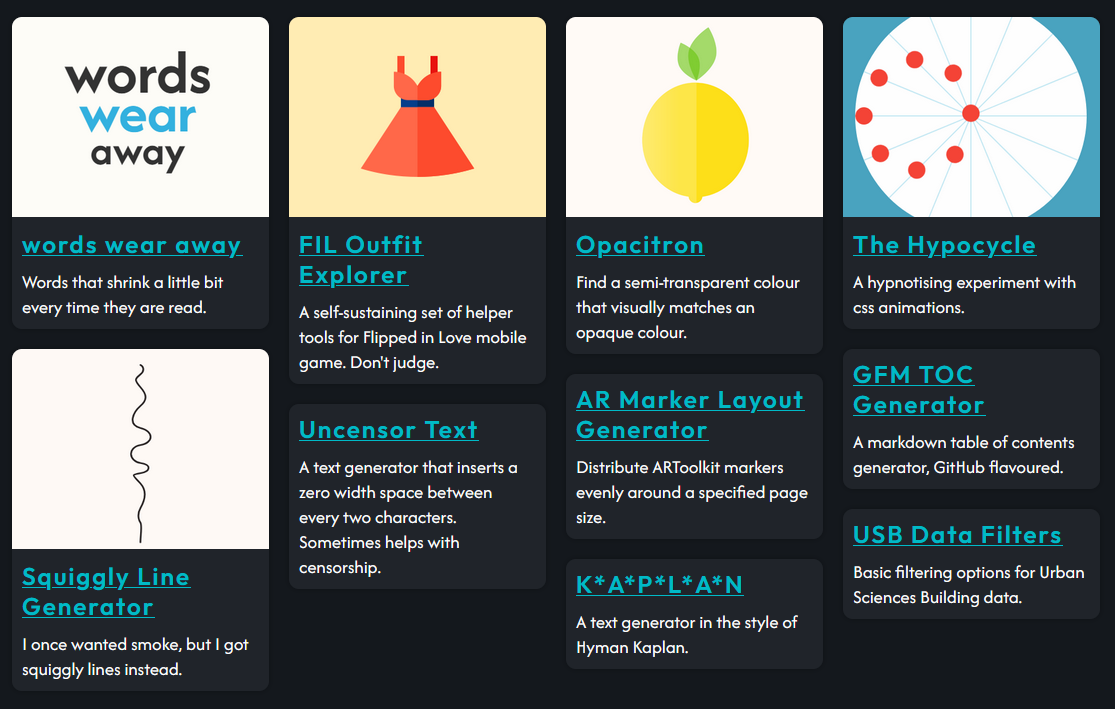 words
wear
away
words wear away
Words that shrink a little bit
every time they are read.
Squiggly Line
Generator
I once wanted smoke, but I got
squiggly lines instead.
FIL Outfit
Explorer
A self-sustaining set of helper
tools for Flipped in Love mobile
game. Don't judge.
Uncensor Text
A text generator that inserts a
zero width space between
every two characters.
Sometimes helps with
censorship.
Opacitron
Find a semi-transparent colour
that visually matches an
opaque colour.
AR Marker Layout
Generator
Distribute ARToolkit markers
evenly around a specified page
size.
K*A*P*L*A*N
A text generator in the style of
Hyman Kaplan.
The Hypocycle
A hypnotising experiment with
css animations.
GFM TOC
Generator
A markdown table of contents
generator, GitHub flavoured.
USB Data Filters
Basic filtering options for Urban
Sciences Building data.